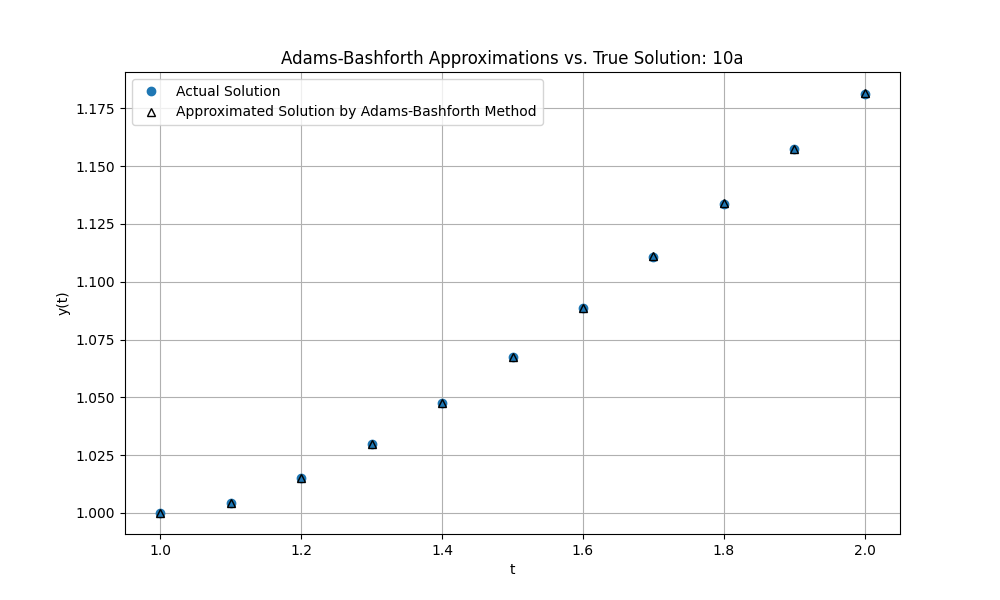 Adams-Bashforth Approximations vs. True Solution: 10a
Actual Solution
Approximated Solution by Adams-Bashforth Method
1.175
1.150
1.125
1.100
1.075
1.050
1.025
1.000
y(t)
1.0 1.2 1.4 1.6 1.8 2.0
t